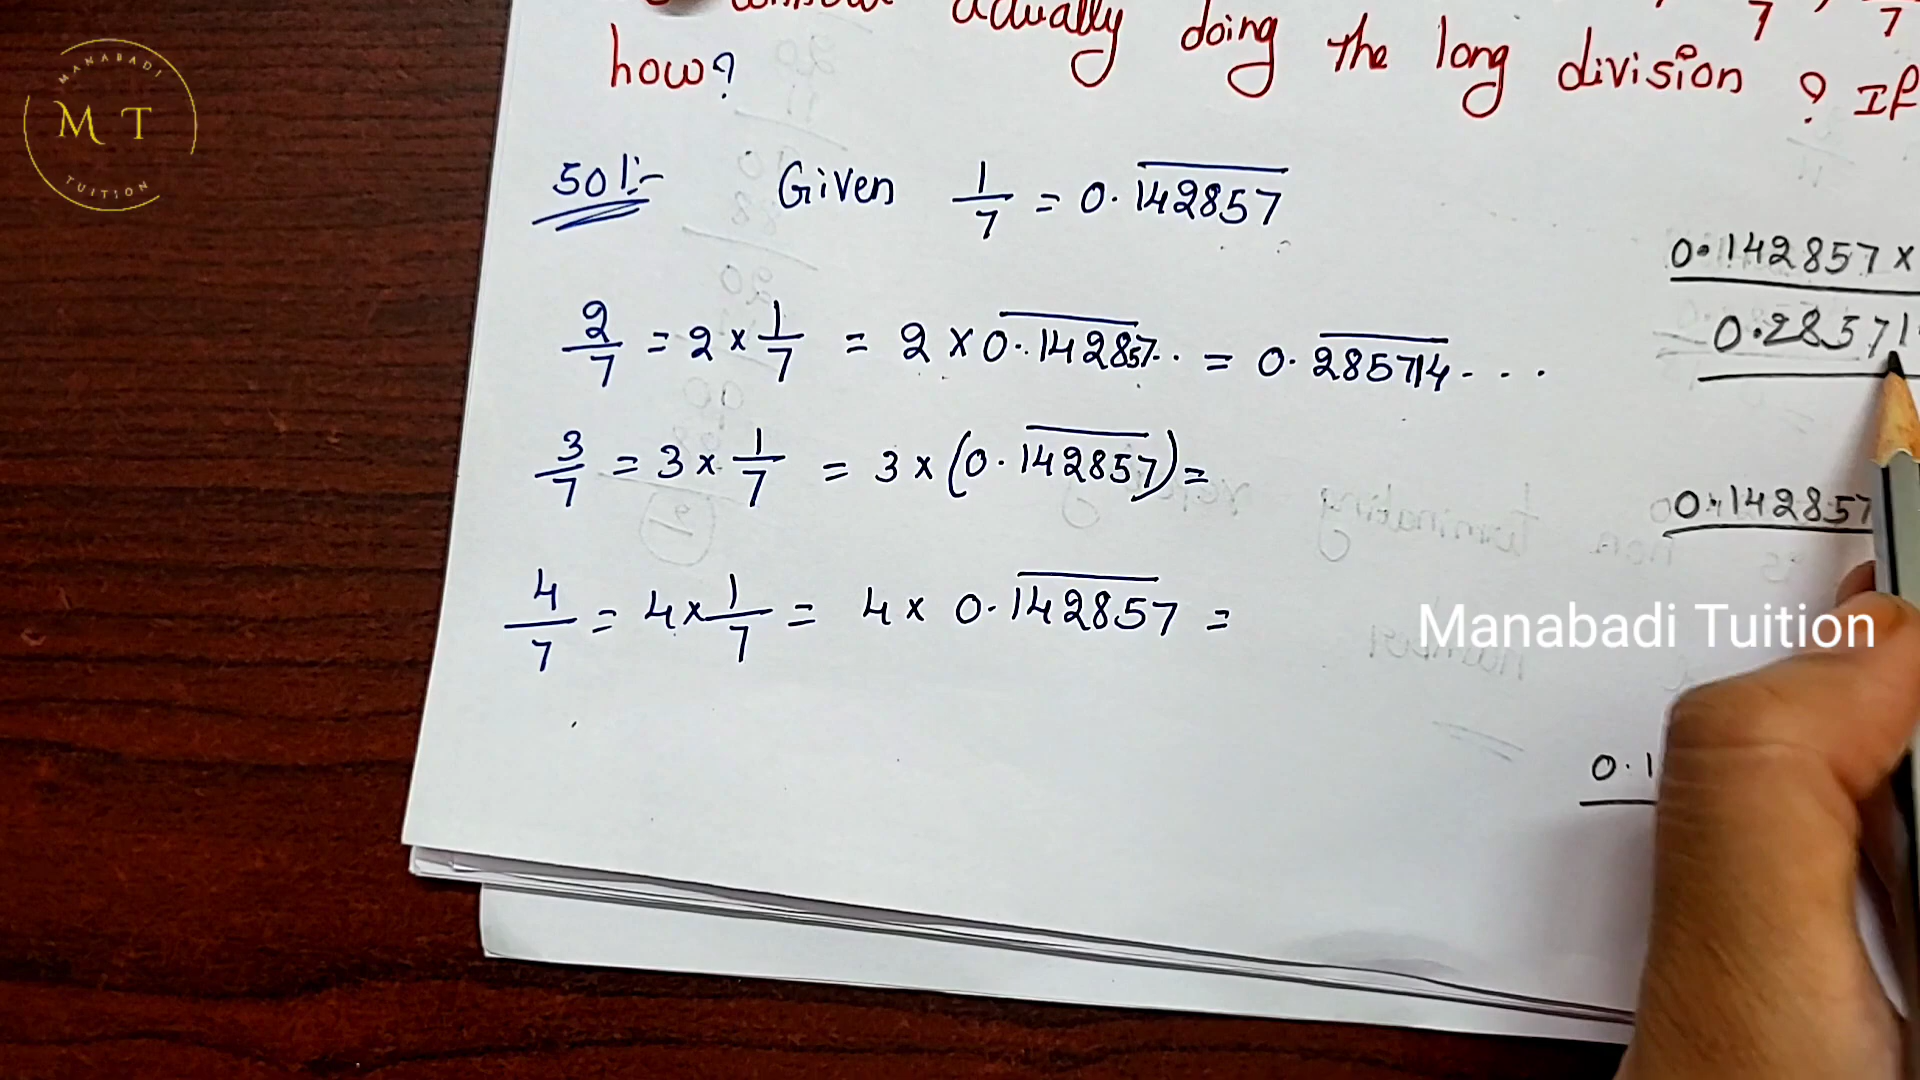 MANABADI
M T
TUITION
actually doing the long division ? If
7 , 7
how?
Sol:- Given 1/7 = 0.142857
0.142857 x
2/7 = 2 x 1/7 = 2 x 0.142857.. = 0.285714 - - -
0.28571
3/7 = 3 x 1/7 = 3 x (0.142857) =
0.142857
4/7 = 4 x 1/7 = 4 x 0.142857 =
Manabadi Tuition
0.1